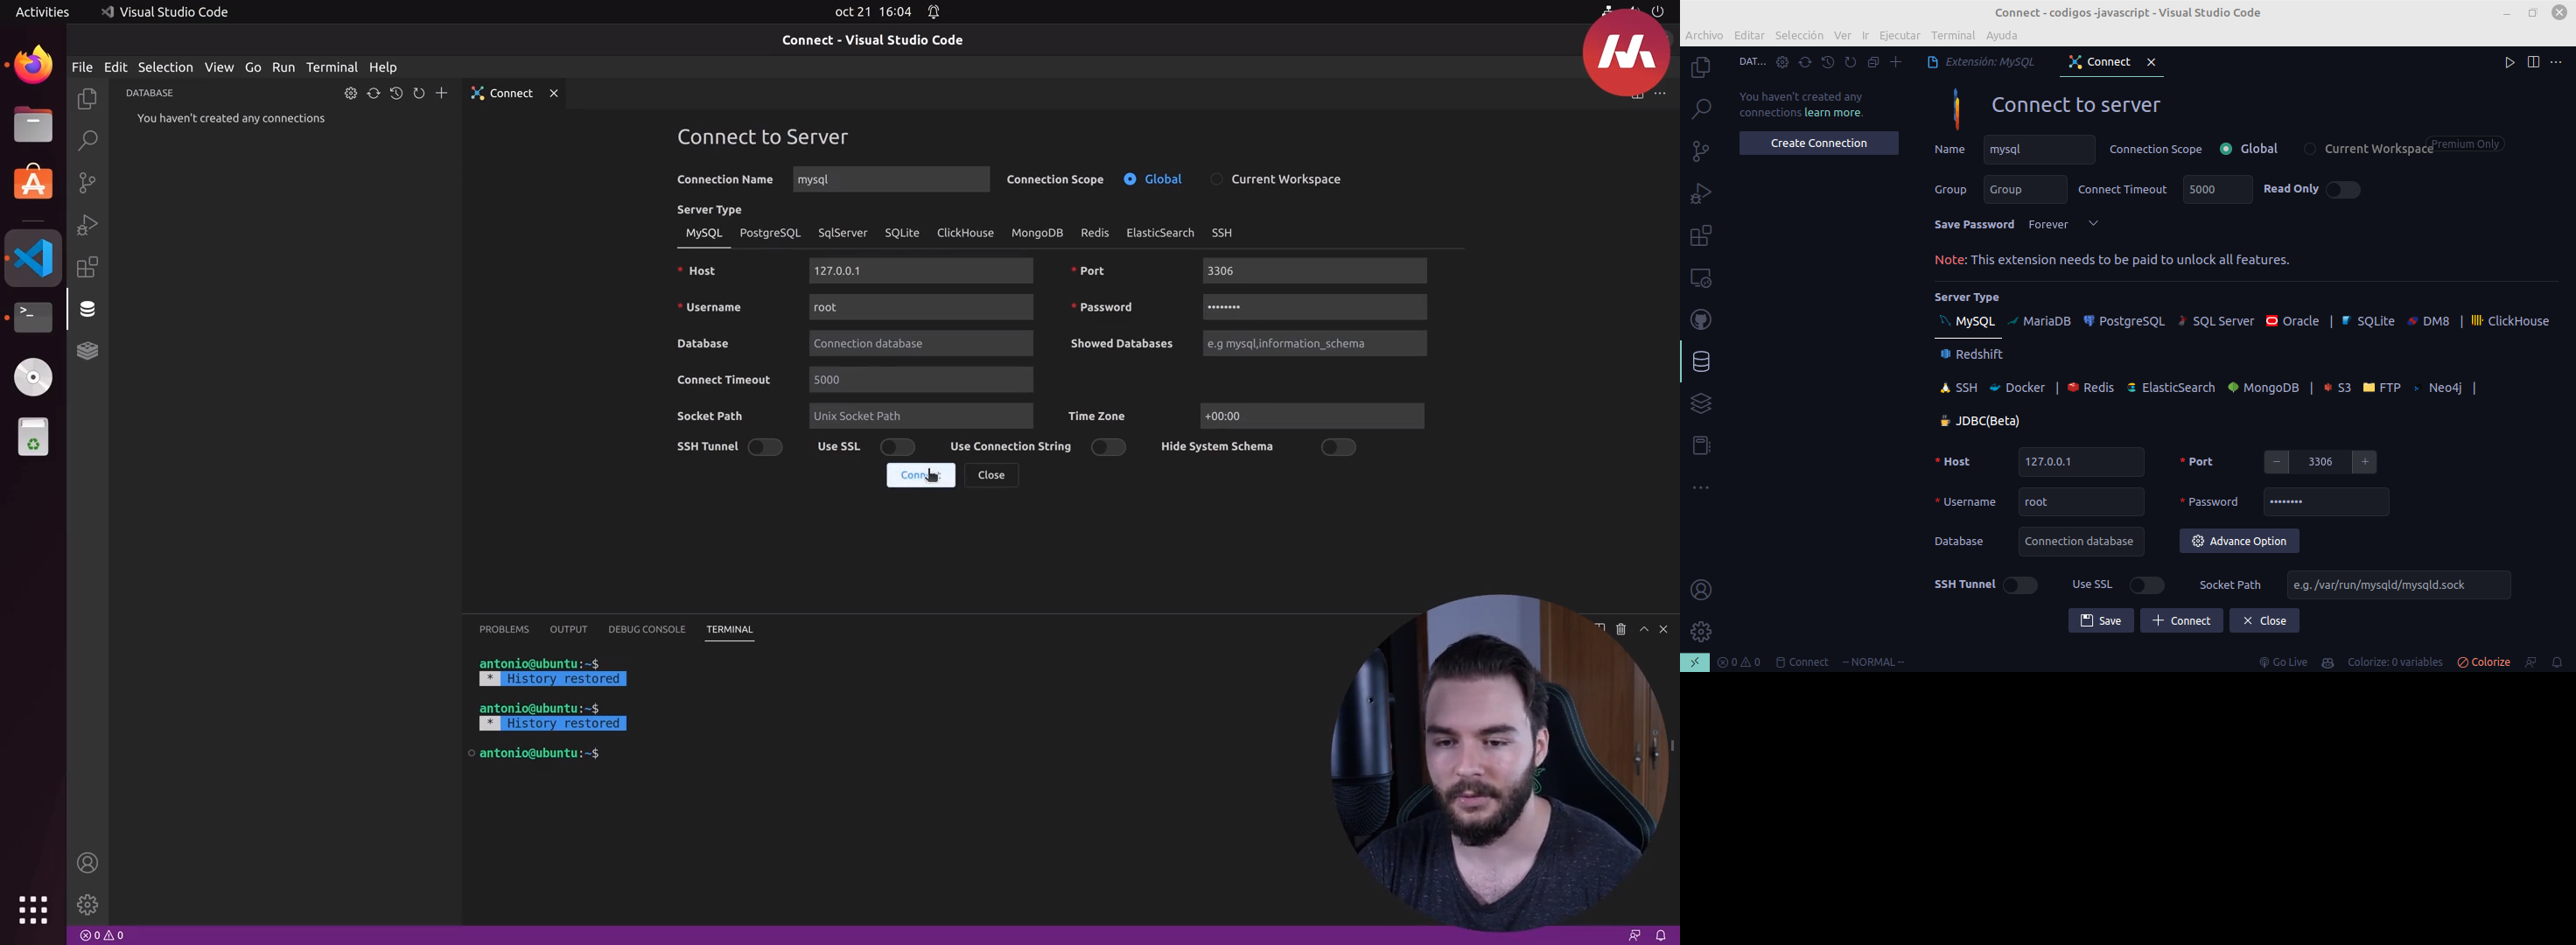 Activities
Visual Studio Code
oct 21 16:04
Connect - Visual Studio Code
File Edit Selection View Go Run Terminal Help
DATABASE
You haven't created any connections
Connect
Connect to Server
Connection Name mysql Connection Scope Global Current Workspace
Server Type
MySQL PostgreSQL SqlServer SQLite ClickHouse MongoDB Redis ElasticSearch SSH
* Host 127.0.0.1 * Port 3306
* Username root * Password ••••••••
Database Connection database Showed Databases e.g mysql,information_schema
Connect Timeout 5000
Socket Path Unix Socket Path Time Zone +00:00
SSH Tunnel Use SSL Use Connection String Hide System Schema
Connect Close
PROBLEMS OUTPUT DEBUG CONSOLE TERMINAL
antonio@ubuntu:~$
* History restored
antonio@ubuntu:~$
* History restored
antonio@ubuntu:~$
0 0
Connect - codigos -javascript - Visual Studio Code
Archivo Editar Selección Ver Ir Ejecutar Terminal Ayuda
DAT...
Extensión: MySQL
Connect
You haven't created any
connections learn more.
Create Connection
Connect to server
Name mysql Connection Scope Global Current Workspace Premium Only
Group Group Connect Timeout 5000 Read Only
Save Password Forever
Note: This extension needs to be paid to unlock all features.
Server Type
MySQL MariaDB PostgreSQL SQL Server Oracle | SQLite DM8 | ClickHouse
Redshift
SSH Docker | Redis ElasticSearch MongoDB | S3 FTP Neo4j |
JDBC(Beta)
* Host 127.0.0.1 * Port − 3306 +
* Username root * Password ••••••••
Database Connection database Advance Option
SSH Tunnel Use SSL Socket Path e.g. /var/run/mysqld/mysqld.sock
Save Connect Close
0 0 Connect -- NORMAL -- Go Live Colorize: 0 variables Colorize